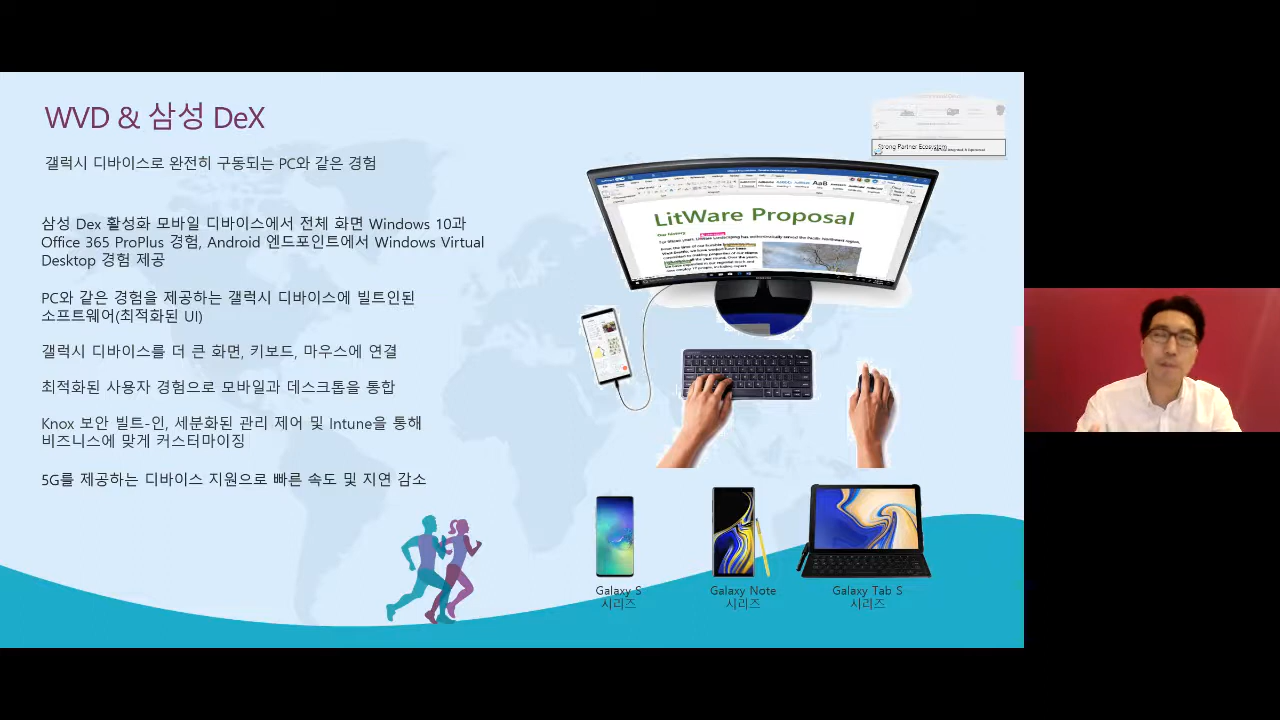 WVD & 삼성 DeX
갤럭시 디바이스로 완벽히 구동되는 PC와 같은 경험
삼성 Dex 활성화 모바일 디바이스에서 전체 화면 Windows 10과
Office 365 ProPlus 경험, Android 엔드포인트에서 Windows Virtual
Desktop 경험 제공
PC와 같은 경험을 제공하는 갤럭시 디바이스에 빌트인된
소프트웨어(최적화된 UI)
갤럭시 디바이스를 더 큰 화면, 키보드, 마우스에 연결
최적화된 사용자 경험으로 모바일과 데스크톱을 통합
Knox 보안 빌트-인, 세분화된 관리 제어 및 Intune을 통해
비즈니스에 맞게 커스터마이징
5G를 제공하는 디바이스 지원으로 빠른 속도 및 지연 감소
Strong Partner Ecosystem
AaB
LitWare Proposal
Our history
Galaxy S
시리즈
Galaxy Note
시리즈
Galaxy Tab S
시리즈